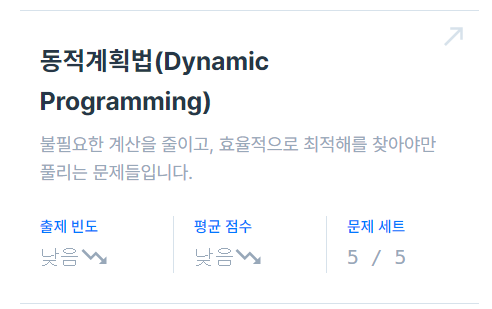 동적계획법(Dynamic
Programming)
불필요한 계산을 줄이고, 효율적으로 최적해를 찾아야만
풀리는 문제들입니다.
출제 빈도 평균 점수 문제 세트
낮음 낮음 5 / 5